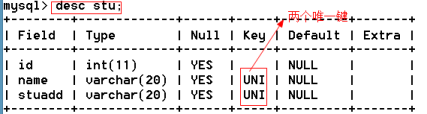 mysql> desc stu;
两个唯一键
+--------+-------------+------+-----+---------+-------+
| Field | Type | Null | Key | Default | Extra |
+--------+-------------+------+-----+---------+-------+
| id | int(11) | YES | | NULL | |
| name | varchar(20) | YES | UNI | NULL | |
| stuadd | varchar(20) | YES | UNI | NULL | |
+--------+-------------+------+-----+---------+-------+